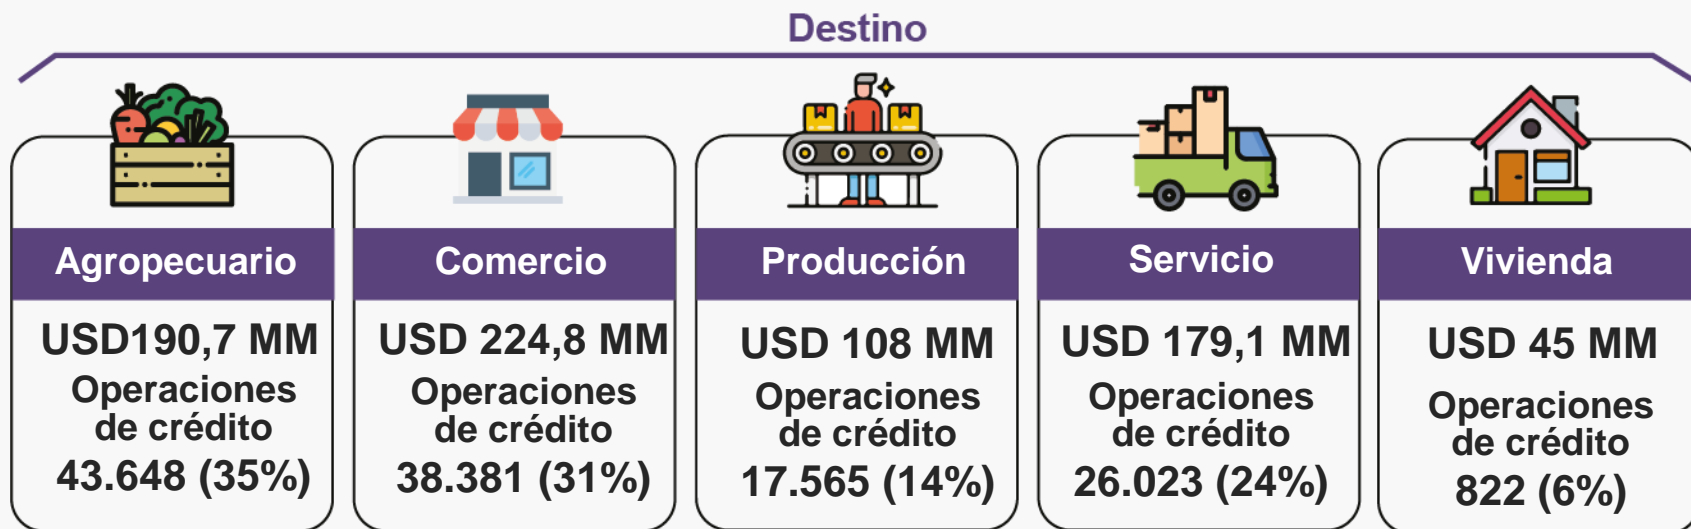 Destino
Agropecuario
USD190,7 MM
Operaciones
de crédito
43.648 (35%)
Comercio
USD 224,8 MM
Operaciones
de crédito
38.381 (31%)
Producción
USD 108 MM
Operaciones
de crédito
17.565 (14%)
Servicio
USD 179,1 MM
Operaciones
de crédito
26.023 (24%)
Vivienda
USD 45 MM
Operaciones
de crédito
822 (6%)